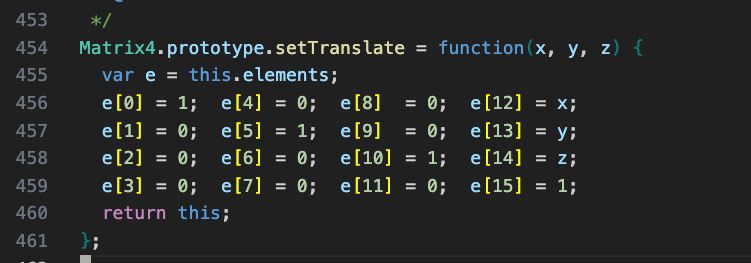 453 */
454 Matrix4.prototype.setTranslate = function(x, y, z) {
455 var e = this.elements;
456 e[0] = 1; e[4] = 0; e[8] = 0; e[12] = x;
457 e[1] = 0; e[5] = 1; e[9] = 0; e[13] = y;
458 e[2] = 0; e[6] = 0; e[10] = 1; e[14] = z;
459 e[3] = 0; e[7] = 0; e[11] = 0; e[15] = 1;
460 return this;
461 };